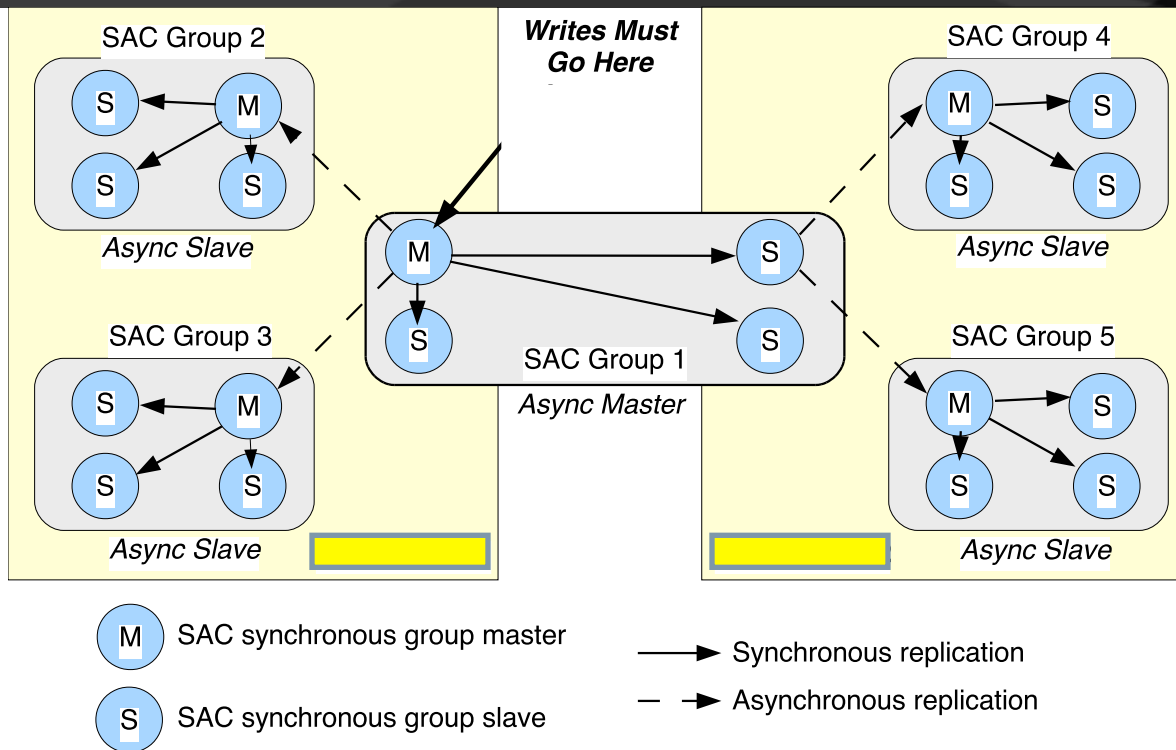 SAC Group 2
S
M
S
S
Async Slave
Writes Must
Go Here
SAC Group 4
M
S
S
S
Async Slave
M
S
S
S
SAC Group 1
Async Master
SAC Group 3
S
M
S
S
Async Slave
SAC Group 5
M
S
S
S
Async Slave
M SAC synchronous group master
S SAC synchronous group slave
Synchronous replication
Asynchronous replication